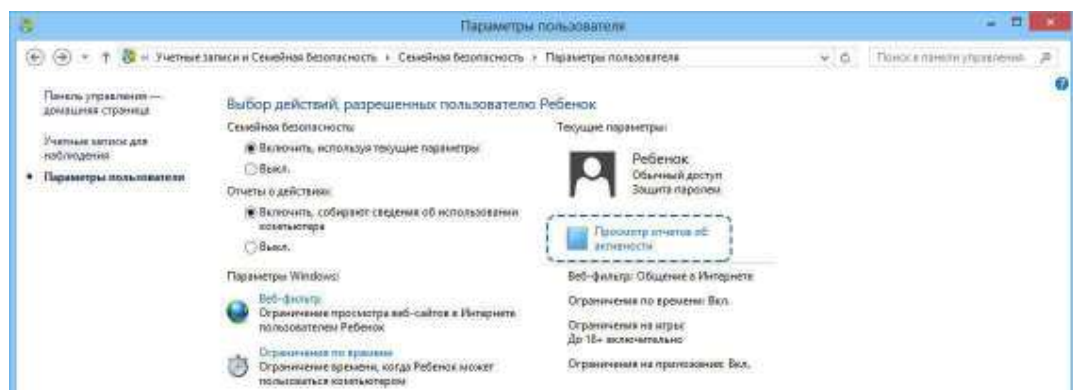 Параметры пользователя
« Учетные записи и Семейная безопасность › Семейная безопасность › Параметры пользователя
Поиск в панели управления
Панель управления —
домашняя страница
Учетные записи для
наблюдения
Параметры пользователя
Выбор действий, разрешенных пользователю Ребенок
Семейная безопасность:
Включить, используя текущие параметры
Выкл.
Отчеты о действиях:
Включить, собирают сведения об использовании
компьютера
Выкл.
Параметры Windows:
Веб-фильтр
Ограничение просмотра веб-сайтов в Интернете
пользователем Ребенок
Ограничения по времени
Ограничение времени, когда Ребенок может
пользоваться компьютером
Текущие параметры:
Ребенок
Обычный доступ
Защита паролем
Просмотр отчетов об
активности
Веб-фильтр: Общение в Интернете
Ограничения по времени: Вкл.
Ограничения на игры:
До 18+ включительно
Ограничения на приложения: Вкл.